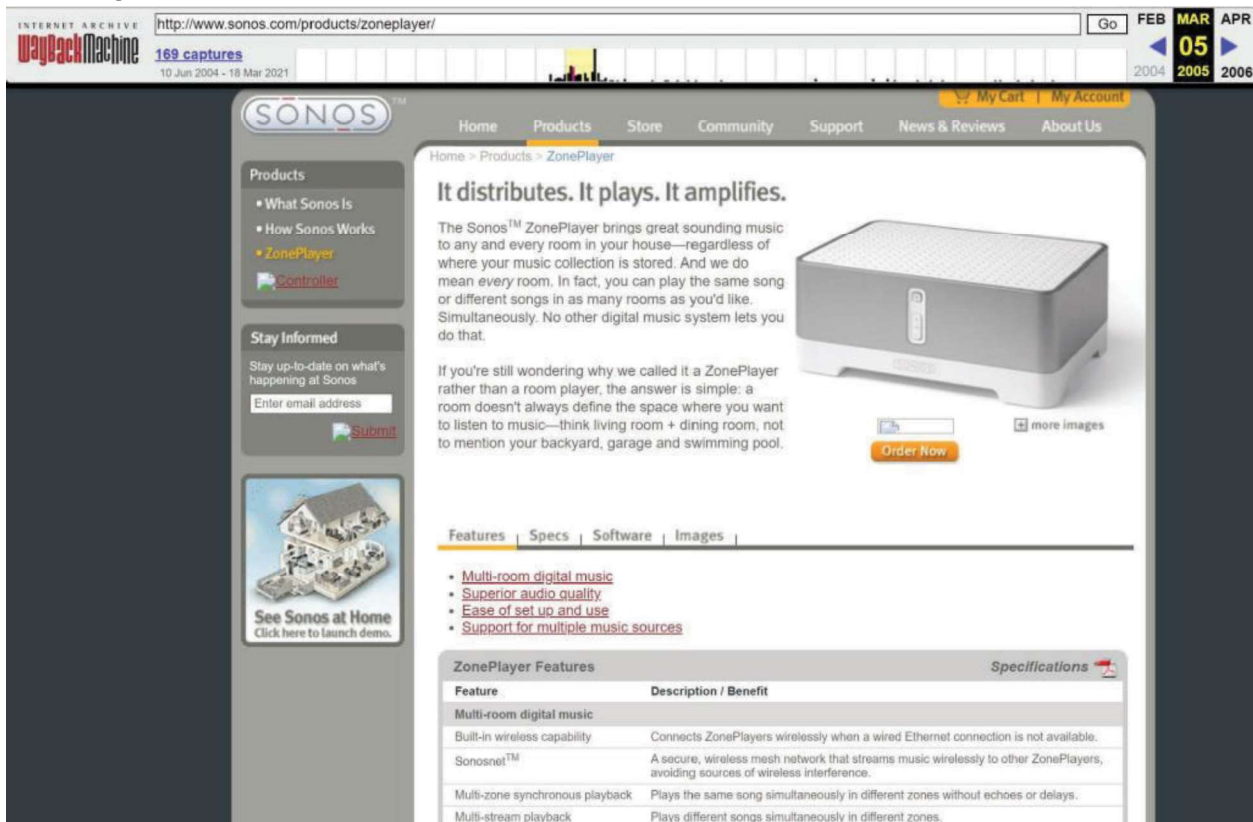 INTERNET ARCHIVE
WayBackMachine
http://www.sonos.com/products/zoneplayer/
Go
FEB MAR APR
169 captures
05
10 Jun 2004 - 18 Mar 2021
2004 2005 2006
SONOS TM
My Cart | My Account
Home Products Store Community Support News & Reviews About Us
Home > Products > ZonePlayer
Products
• What Sonos Is
• How Sonos Works
• ZonePlayer
Controller
Stay Informed
Stay up-to-date on what's
happening at Sonos
Enter email address
Submit
See Sonos at Home
Click here to launch demo.
It distributes. It plays. It amplifies.
The Sonos™ ZonePlayer brings great sounding music
to any and every room in your house—regardless of
where your music collection is stored. And we do
mean every room. In fact, you can play the same song
or different songs in as many rooms as you'd like.
Simultaneously. No other digital music system lets you
do that.
If you're still wondering why we called it a ZonePlayer
rather than a room player, the answer is simple: a
room doesn't always define the space where you want
to listen to music—think living room + dining room, not
to mention your backyard, garage and swimming pool.
SONOS
more images
Order Now
Features | Specs | Software | Images |
• Multi-room digital music
• Superior audio quality
• Ease of set up and use
• Support for multiple music sources
ZonePlayer Features Specifications
Feature Description / Benefit
Multi-room digital music
Built-in wireless capability Connects ZonePlayers wirelessly when a wired Ethernet connection is not available.
Sonosnet™ A secure, wireless mesh network that streams music wirelessly to other ZonePlayers,
avoiding sources of wireless interference.
Multi-zone synchronous playback Plays the same song simultaneously in different zones without echoes or delays.
Multi-stream playback Plays different songs simultaneously in different zones.